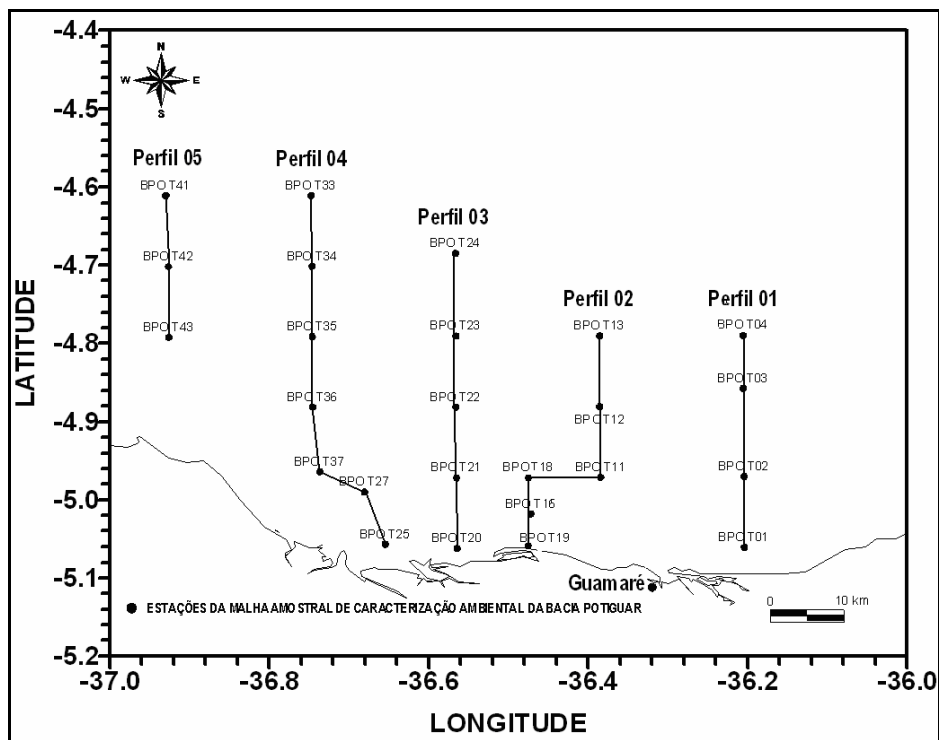 -4.4
N
W E
S
-4.5
Perfil 05 Perfil 04
-4.6
BPOT41 BPOT33
Perfil 03
BPOT24
-4.7
BPOT42 BPOT34
Perfil 02 Perfil 01
BPOT43 BPOT35 BPOT23 BPOT13 BPOT04
-4.8
BPOT03
LATITUDE
BPOT36 BPOT22
-4.9
BPOT12
BPOT37 BPOT21 BPOT18 BPOT11 BPOT02
BPOT27
-5.0
BPOT16
BPOT25 BPOT20 BPOT19 BPOT01
-5.1
Guamaré
0 10 km
ESTAÇÕES DA MALHA AMOSTRAL DE CARACTERIZAÇÃO AMBIENTAL DA BACIA POTIGUAR
-5.2
-37.0 -36.8 -36.6 -36.4 -36.2 -36.0
LONGITUDE